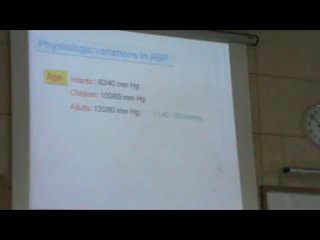 Physiologic variations in ABP
Age
Infants : 80/40 mm Hg.
Children: 100/65 mm Hg.
Adults: 120/80 mm Hg